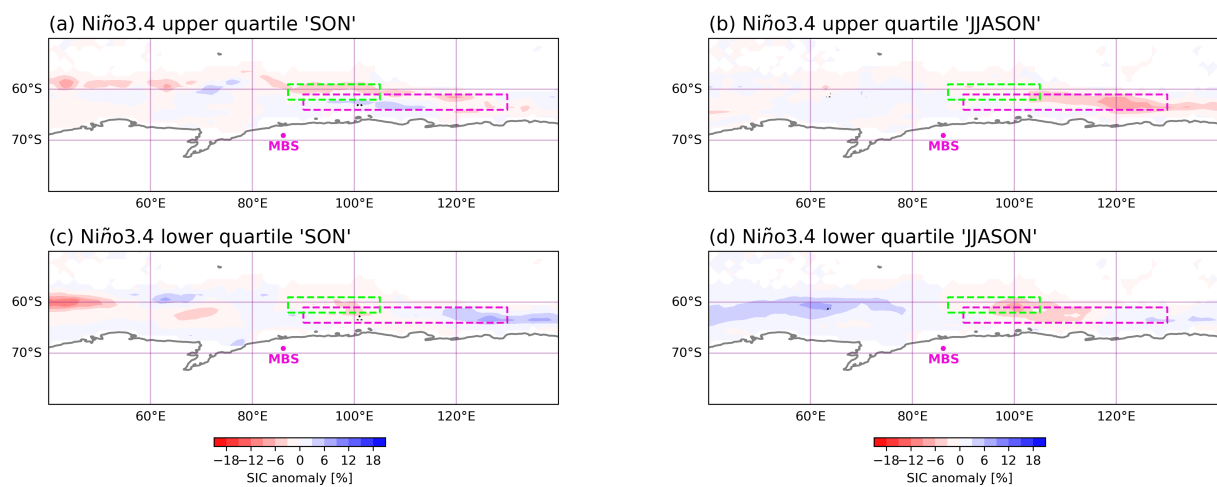 (a) Niño3.4 upper quartile 'SON'
60°S
70°S
MBS
60°E
80°E
100°E
120°E
(b) Niño3.4 upper quartile 'JJASON'
60°S
70°S
MBS
60°E
80°E
100°E
120°E
(c) Niño3.4 lower quartile 'SON'
60°S
70°S
MBS
60°E
80°E
100°E
120°E
(d) Niño3.4 lower quartile 'JJASON'
60°S
70°S
MBS
60°E
80°E
100°E
120°E
−18 −12 −6 0 6 12 18
SIC anomaly [%]
−18 −12 −6 0 6 12 18
SIC anomaly [%]